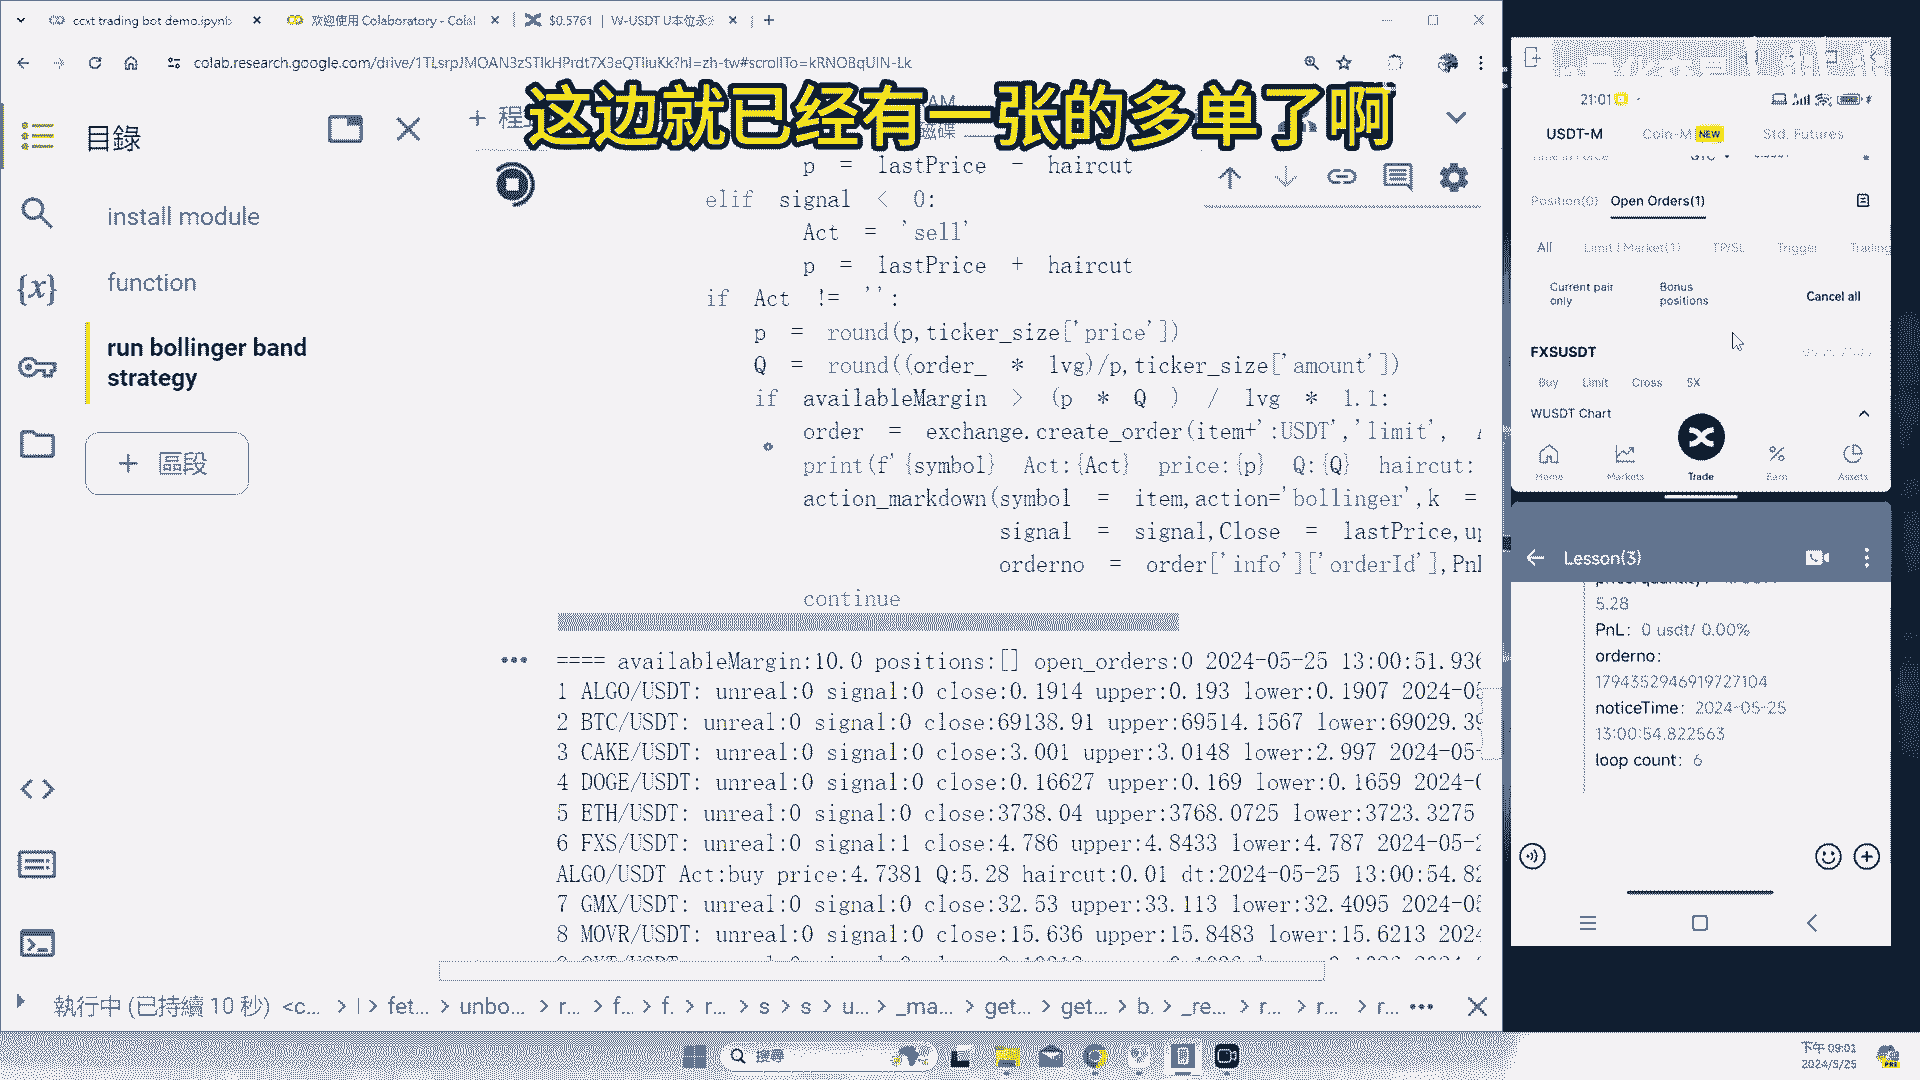 ccxt trading bot demo.ipynb
欢迎使用 Colaboratory - Colal
$0.5761 | W-USDT U本位永
colab.research.google.com/drive/1TLsrpJMOAN3zSTlkHPrdt7X3eQTliuKk?hl=zh-tw#scrollTo=kRNOBqUIN-Lk
这边就已经有一张的多单了啊
目錄
install module
function
run bollinger band
strategy
+ 區段
+ 程
p = lastPrice - haircut
elif signal < 0:
Act = 'sell'
p = lastPrice + haircut
if Act != '':
p = round(p,ticker_size['price'])
Q = round((order_ * lvg)/p,ticker_size['amount'])
if availableMargin > (p * Q ) / lvg * 1.1:
order = exchange.create_order(item+':USDT','limit',
print(f'{symbol} Act:{Act} price:{p} Q:{Q} haircut:
action_markdown(symbol = item,action='bollinger',k =
signal = signal,Close = lastPrice,up
orderno = order['info']['orderId'],Pnl
continue
==== availableMargin:10.0 positions:[] open_orders:0 2024-05-25 13:00:51.936
1 ALGO/USDT: unreal:0 signal:0 close:0.1914 upper:0.193 lower:0.1907 2024-05
2 BTC/USDT: unreal:0 signal:0 close:69138.91 upper:69514.1567 lower:69029.39
3 CAKE/USDT: unreal:0 signal:0 close:3.001 upper:3.0148 lower:2.997 2024-05-
4 DOGE/USDT: unreal:0 signal:0 close:0.16627 upper:0.169 lower:0.1659 2024-0
5 ETH/USDT: unreal:0 signal:0 close:3738.04 upper:3768.0725 lower:3723.3275
6 FXS/USDT: unreal:0 signal:1 close:4.786 upper:4.8433 lower:4.787 2024-05-2
ALGO/USDT Act:buy price:4.7381 Q:5.28 haircut:0.01 dt:2024-05-25 13:00:54.82
7 GMX/USDT: unreal:0 signal:0 close:32.53 upper:33.113 lower:32.4095 2024-05
8 MOVR/USDT: unreal:0 signal:0 close:15.636 upper:15.8483 lower:15.6213 2024
執行中 (已持續 10 秒) <c... > | > fet... > unbo... > r... > f... > f. > r... > s > s > u... > _ma... > get... > get... > b. > _re... > r... > r... > r... •••
21:01
USDT-M Coin-M NEW Std. Futures
Position(0) Open Orders(1)
All Limit | Market(1) TP/SL Trigger Trading
Current pair only
Bonus positions
Cancel all
FXSUSDT
Buy Limit Cross 5X
WUSDT Chart
Home Markets Trade Earn Assets
Lesson(3)
5.28
PnL: 0 usdt/ 0.00%
orderno:
1794352946919727104
noticeTime: 2024-05-25
13:00:54.822563
loop count: 6
搜尋
下午 09:01
2024/5/25